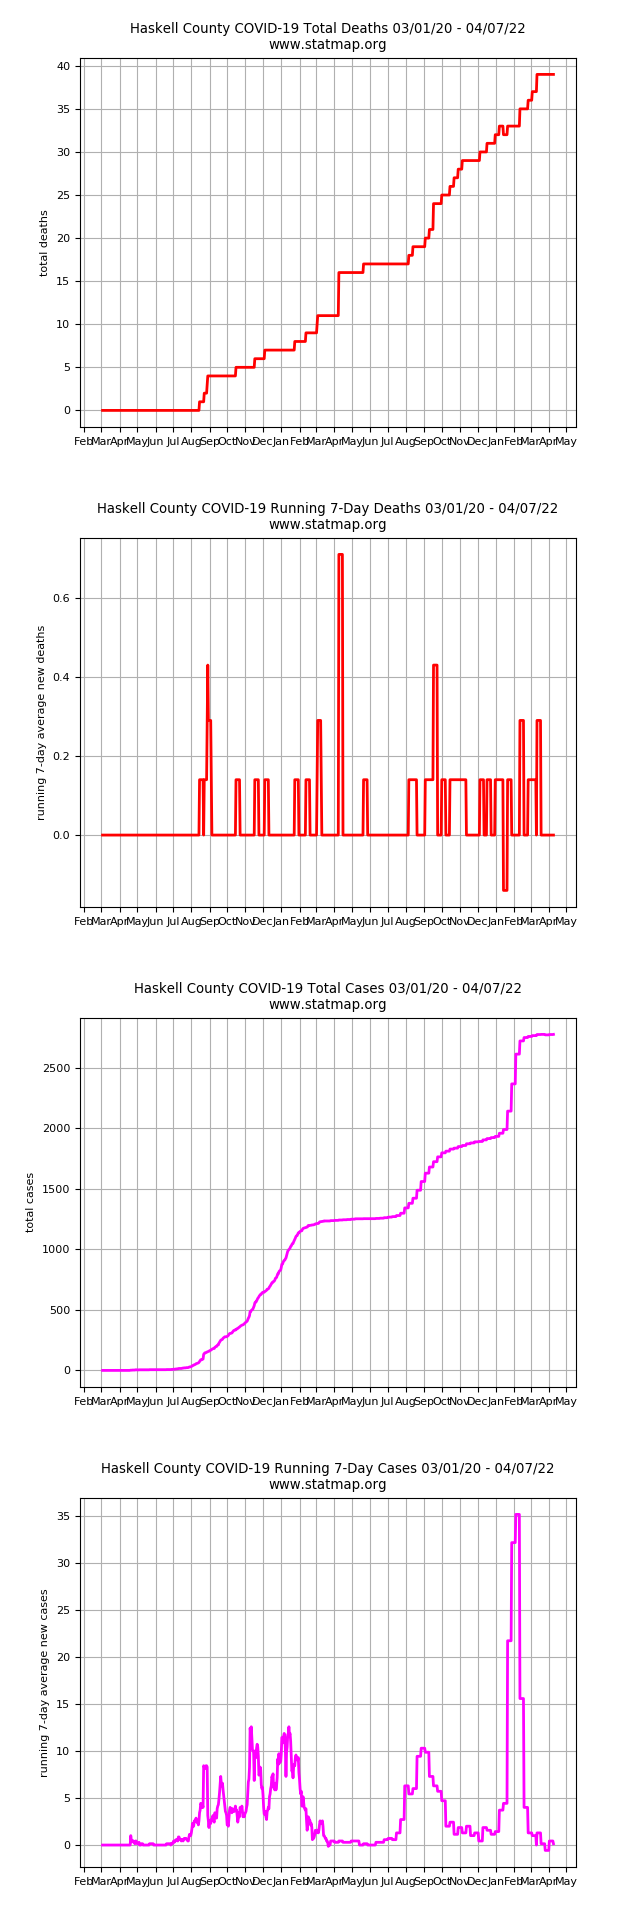 Haskell County COVID-19 Total Deaths 03/01/20 - 04/07/22
www.statmap.org
40
35
30
25
20
15
10
5
0
total deaths
Feb Mar Apr May Jun Jul Aug Sep Oct Nov Dec Jan Feb Mar Apr May Jun Jul Aug Sep Oct Nov Dec Jan Feb Mar Apr May
Haskell County COVID-19 Running 7-Day Deaths 03/01/20 - 04/07/22
www.statmap.org
0.6
0.4
0.2
0.0
running 7-day average new deaths
Feb Mar Apr May Jun Jul Aug Sep Oct Nov Dec Jan Feb Mar Apr May Jun Jul Aug Sep Oct Nov Dec Jan Feb Mar Apr May
Haskell County COVID-19 Total Cases 03/01/20 - 04/07/22
www.statmap.org
2500
2000
1500
1000
500
0
total cases
Feb Mar Apr May Jun Jul Aug Sep Oct Nov Dec Jan Feb Mar Apr May Jun Jul Aug Sep Oct Nov Dec Jan Feb Mar Apr May
Haskell County COVID-19 Running 7-Day Cases 03/01/20 - 04/07/22
www.statmap.org
35
30
25
20
15
10
5
0
running 7-day average new cases
Feb Mar Apr May Jun Jul Aug Sep Oct Nov Dec Jan Feb Mar Apr May Jun Jul Aug Sep Oct Nov Dec Jan Feb Mar Apr May